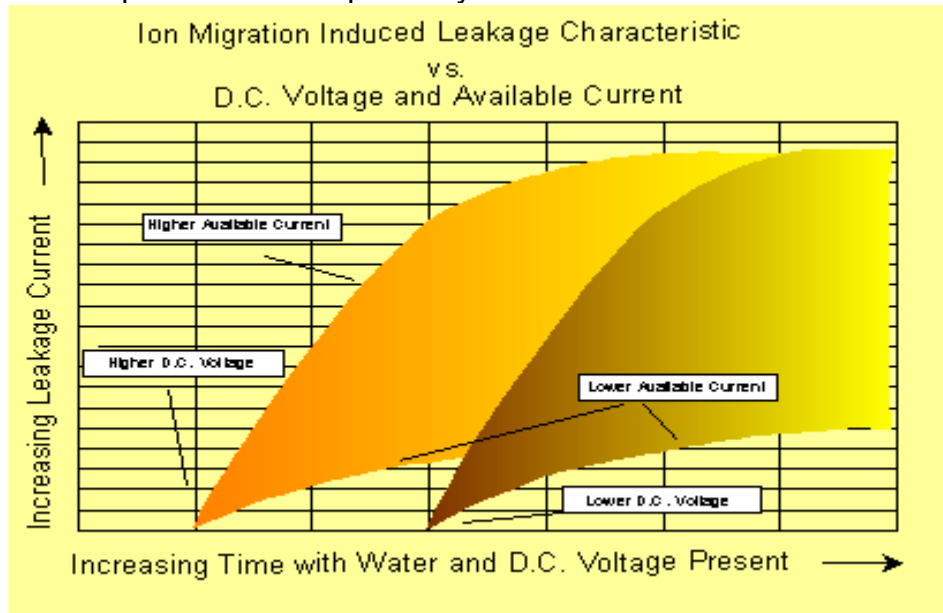 Ion Migration Induced Leakage Characteristic
vs.
D.C. Voltage and Available Current
Increasing Leakage Current
Higher Available Current
Higher D.C. Voltage
Lower Available Current
Lower D.C. Voltage
Increasing Time with Water and D.C. Voltage Present